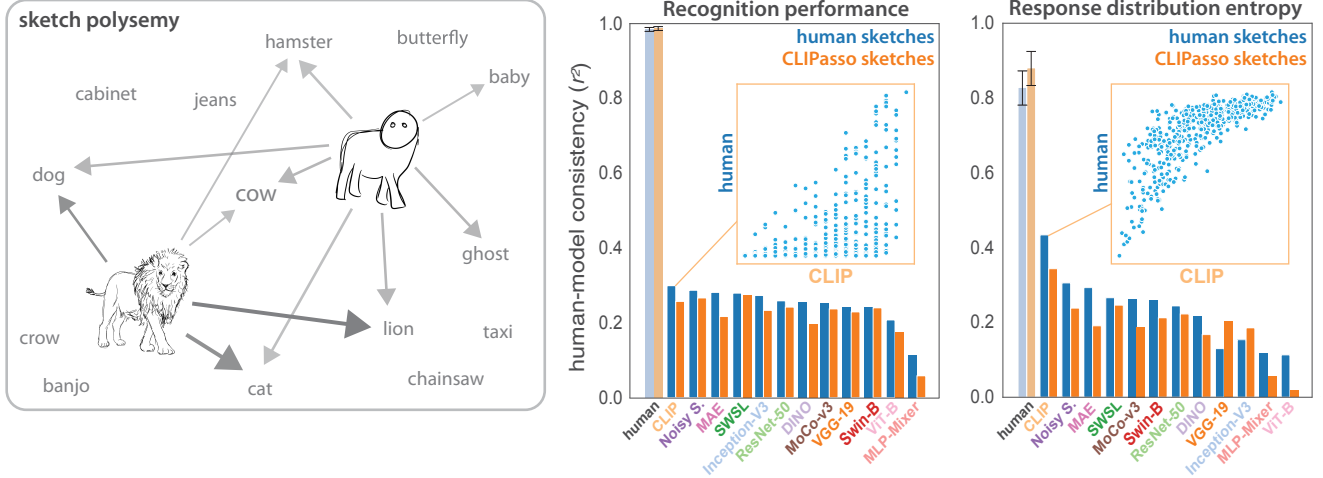 sketch polysemy
hamster
butterfly
baby
cabinet
jeans
dog
cow
ghost
lion
taxi
crow
chainsaw
banjo
cat
Recognition performance
human-model consistency (r²)
1.0
0.8
0.6
0.4
0.2
0.0
human sketches
CLIPasso sketches
human
CLIP
human
CLIP
Noisy S.
MAE
SWSL
Inception-v3
ResNet-50
DINO
MoCo-v3
VGG-19
Swin-B
ViT-B
MLP-Mixer
Response distribution entropy
1.0
0.8
0.6
0.4
0.2
0.0
human sketches
CLIPasso sketches
human
CLIP
human
CLIP
Noisy S.
MAE
SWSL
MoCo-v3
Swin-B
ResNet-50
DINO
VGG-19
Inception-v3
MLP-Mixer
ViT-B